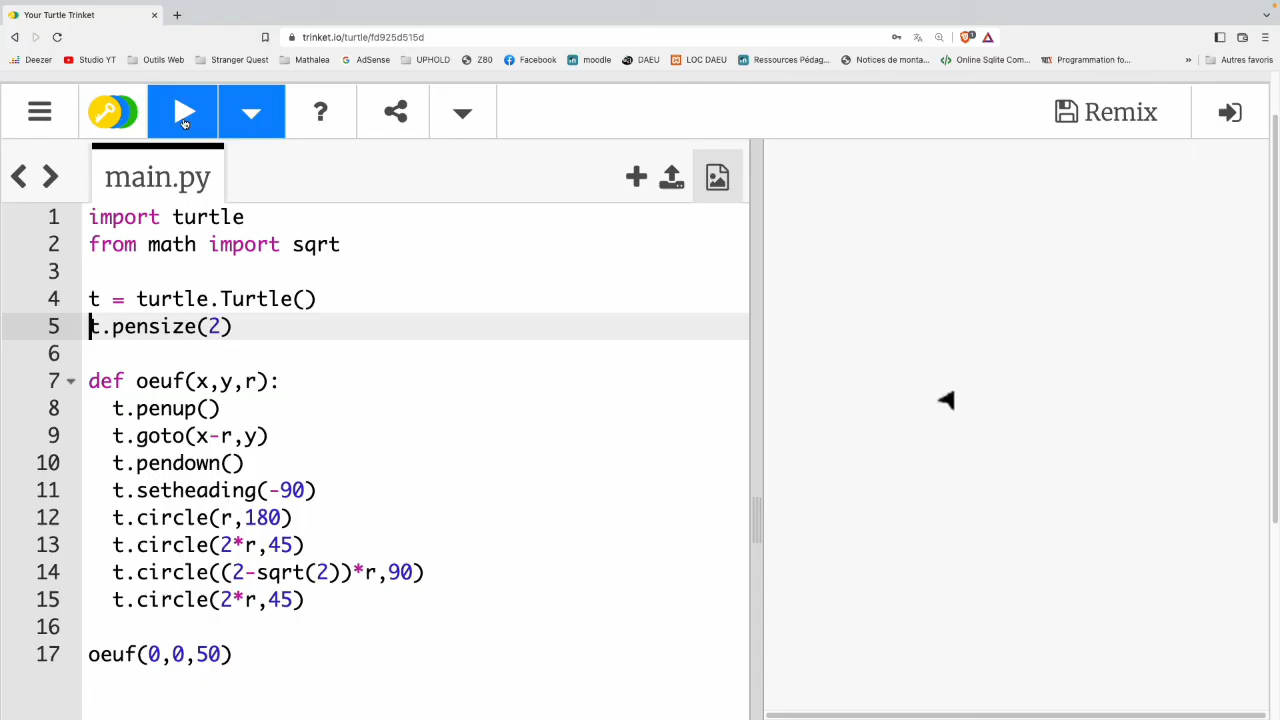 Your Turtle Trinket
trinket.io/turtle/fd925d515d
Deezer Studio YT Outils Web Stranger Quest Mathalea AdSense UPHOLD Z80 Facebook moodle DAEU LOC DAEU Ressources Pédag... Notices de monta... Online Sqlite Com... Programmation fo... » Autres favoris
? Remix
main.py
1 import turtle
2 from math import sqrt
3
4 t = turtle.Turtle()
5 t.pensize(2)
6
7 def oeuf(x,y,r):
8 t.penup()
9 t.goto(x-r,y)
10 t.pendown()
11 t.setheading(-90)
12 t.circle(r,180)
13 t.circle(2*r,45)
14 t.circle((2-sqrt(2))*r,90)
15 t.circle(2*r,45)
16
17 oeuf(0,0,50)